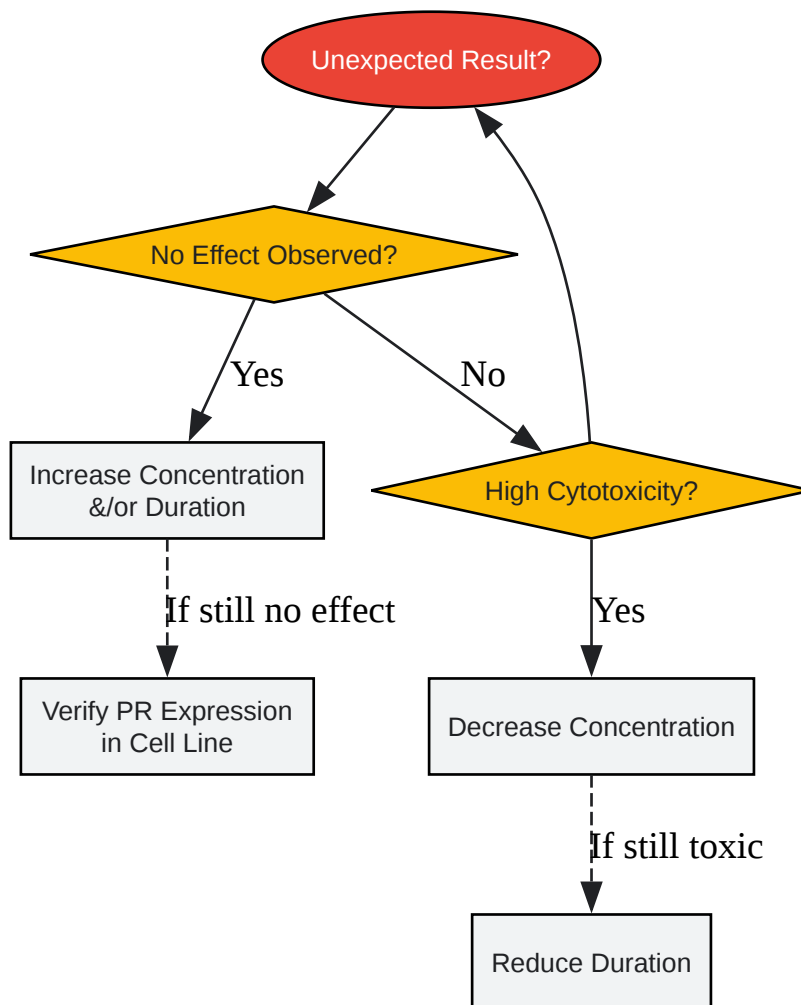 Unexpected Result?
No Effect Observed?
Yes
No
Increase Concentration
&/or Duration
High Cytotoxicity?
If still no effect
Yes
Verify PR Expression
in Cell Line
Decrease Concentration
If still toxic
Reduce Duration